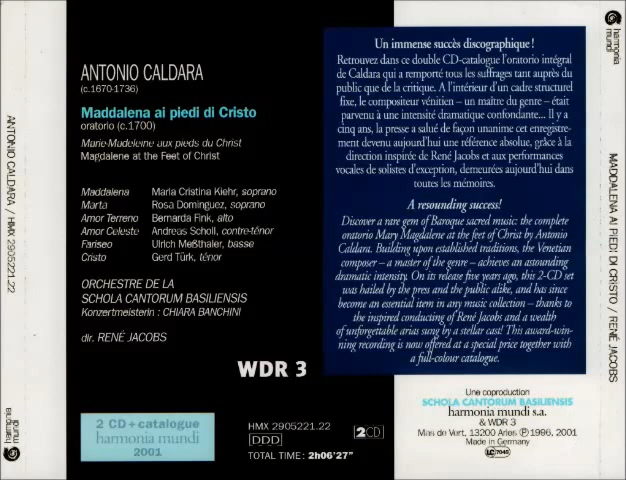 ANTONIO CALDARA / HMX 2905221.22
harmonia
mundi
ANTONIO CALDARA
(c.1670-1736)
Maddalena ai piedi di Cristo
oratorio (c.1700)
Marie-Madeleine aux pieds du Christ
Magdalene at the Feet of Christ
Maddalena Maria Cristina Kiehr, soprano
Marta Rosa Dominguez, soprano
Amor Terreno Bernarda Fink, alto
Amor Celeste Andreas Scholl, contre-ténor
Fariseo Ulrich Meßthaler, basse
Cristo Gerd Türk, ténor
ORCHESTRE DE LA
SCHOLA CANTORUM BASILIENSIS
Konzertmeisterin : CHIARA BANCHINI
dir. RENÉ JACOBS
WDR 3
2 CD + catalogue
harmonia mundi
2001
HMX 2905221.22
DDD
TOTAL TIME : 2h06'27"
2CD
Un immense succès discographique !
Retrouvez dans ce double CD-catalogue l'oratorio intégral
de Caldara qui a remporté tous les suffrages tant auprès du
public que de la critique. A l'intérieur d'un cadre structurel
fixe, le compositeur vénitien – un maître du genre – était
parvenu à une intensité dramatique confondante... Il y a
cinq ans, la presse a salué de façon unanime cet enregistre-
ment devenu aujourd'hui une référence absolue, grâce à la
direction inspirée de René Jacobs et aux performances
vocales de solistes d'exception, demeurées aujourd'hui dans
toutes les mémoires.
A resounding success!
Discover a rare gem of Baroque sacred music: the complete
oratorio Mary Magdalene at the feet of Christ by Antonio
Caldara. Building upon established traditions, the Venetian
composer – a master of the genre – achieves an astounding
dramatic intensity. On its release five years ago, this 2-CD set
was hailed by the press and the public alike, and has since
become an essential item in any music collection – thanks to
the inspired conducting of René Jacobs and a wealth
of unforgettable arias sung by a stellar cast! This award-win-
ning recording is now offered at a special price together with
a full-colour catalogue.
Une coproduction
SCHOLA CANTORUM BASILIENSIS
harmonia mundi s.a.
& WDR 3
Mas de Vert, 13200 Arles ℗ 1996, 2001
Made in Germany
LC 7045
harmonia
mundi
MADDALENA AI PIEDI DI CRISTO / RENÉ JACOBS